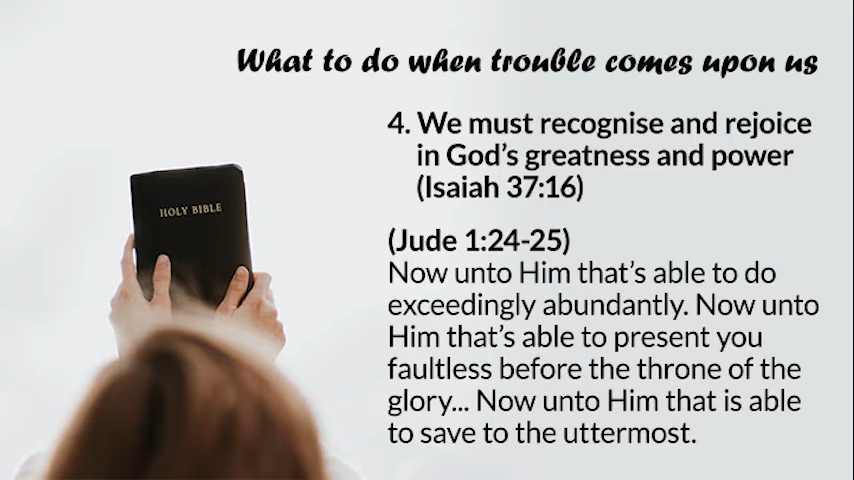 What to do when trouble comes upon us
4. We must recognise and rejoice
in God's greatness and power
(Isaiah 37:16)
(Jude 1:24-25)
Now unto Him that's able to do
exceedingly abundantly. Now unto
Him that's able to present you
faultless before the throne of the
glory... Now unto Him that is able
to save to the uttermost.
HOLY BIBLE